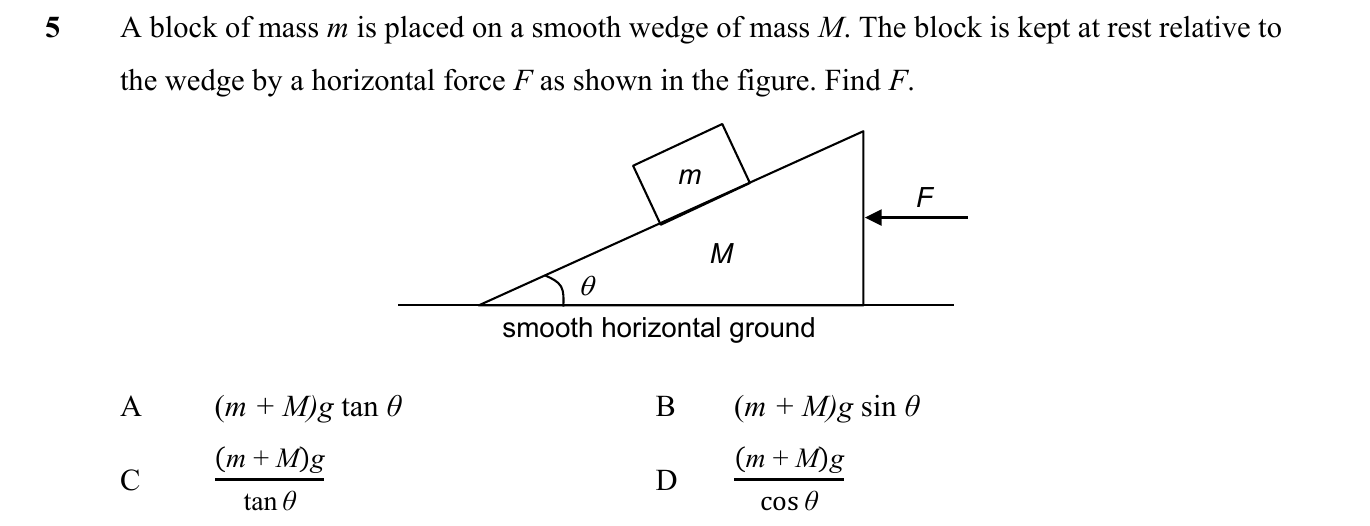 5 A block of mass m is placed on a smooth wedge of mass M. The block is kept at rest relative to
the wedge by a horizontal force F as shown in the figure. Find F.
m
F
M
θ
smooth horizontal ground
A (m + M)g tan θ B (m + M)g sin θ
C (m + M)g / tan θ D (m + M)g / cos θ